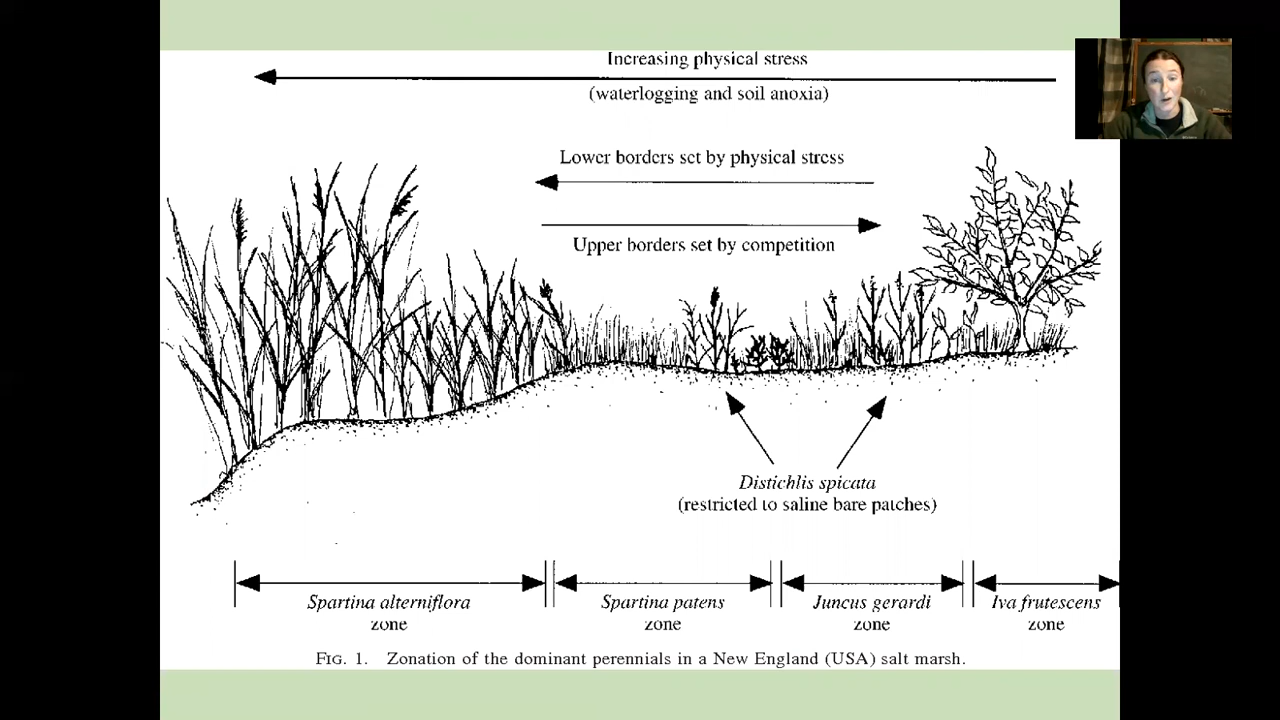 Increasing physical stress
(waterlogging and soil anoxia)
Lower borders set by physical stress
Upper borders set by competition
Distichlis spicata
(restricted to saline bare patches)
Spartina alterniflora
zone
Spartina patens
zone
Juncus gerardi
zone
Iva frutescens
zone
FIG. 1. Zonation of the dominant perennials in a New England (USA) salt marsh.